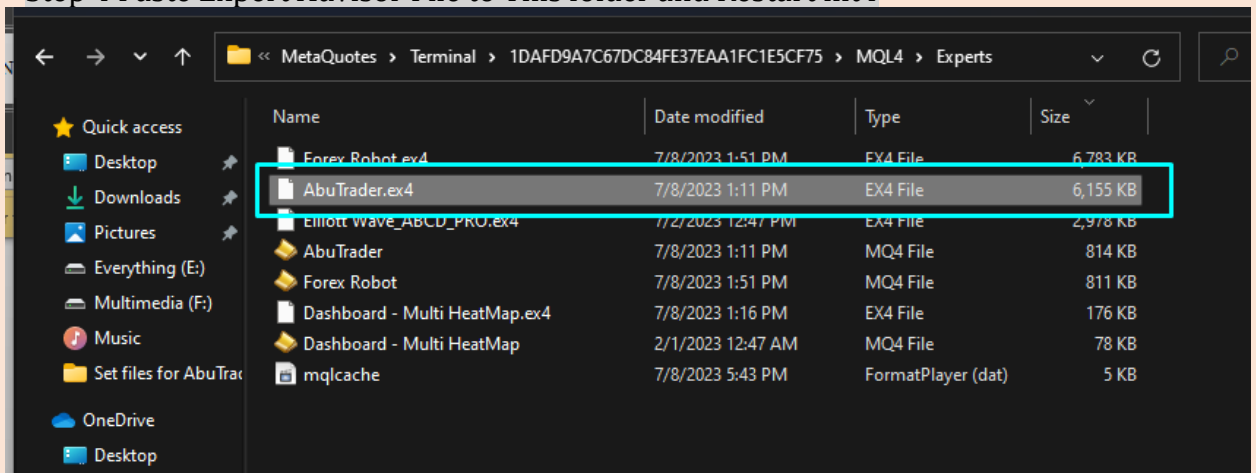 MetaQuotes > Terminal > 1DAFD9A7C67DC84FE37EAA1FC1E5CF75 > MQL4 > Experts
Name Date modified Type Size
Quick access
Desktop
Downloads
Pictures
Everything (E:)
Multimedia (F:)
Music
Set files for AbuTrad
OneDrive
Desktop
Forex Robot.ex4 7/8/2023 1:51 PM EX4 File 6,783 KB
AbuTrader.ex4 7/8/2023 1:11 PM EX4 File 6,155 KB
Elliott Wave_ABCD_PRO.ex4 7/2/2023 12:47 PM EX4 File 2,978 KB
AbuTrader 7/8/2023 1:11 PM MQ4 File 814 KB
Forex Robot 7/8/2023 1:51 PM MQ4 File 811 KB
Dashboard - Multi HeatMap.ex4 7/8/2023 1:16 PM EX4 File 176 KB
Dashboard - Multi HeatMap 2/1/2023 12:47 AM MQ4 File 78 KB
mqlcache 7/8/2023 5:43 PM FormatPlayer (dat) 5 KB